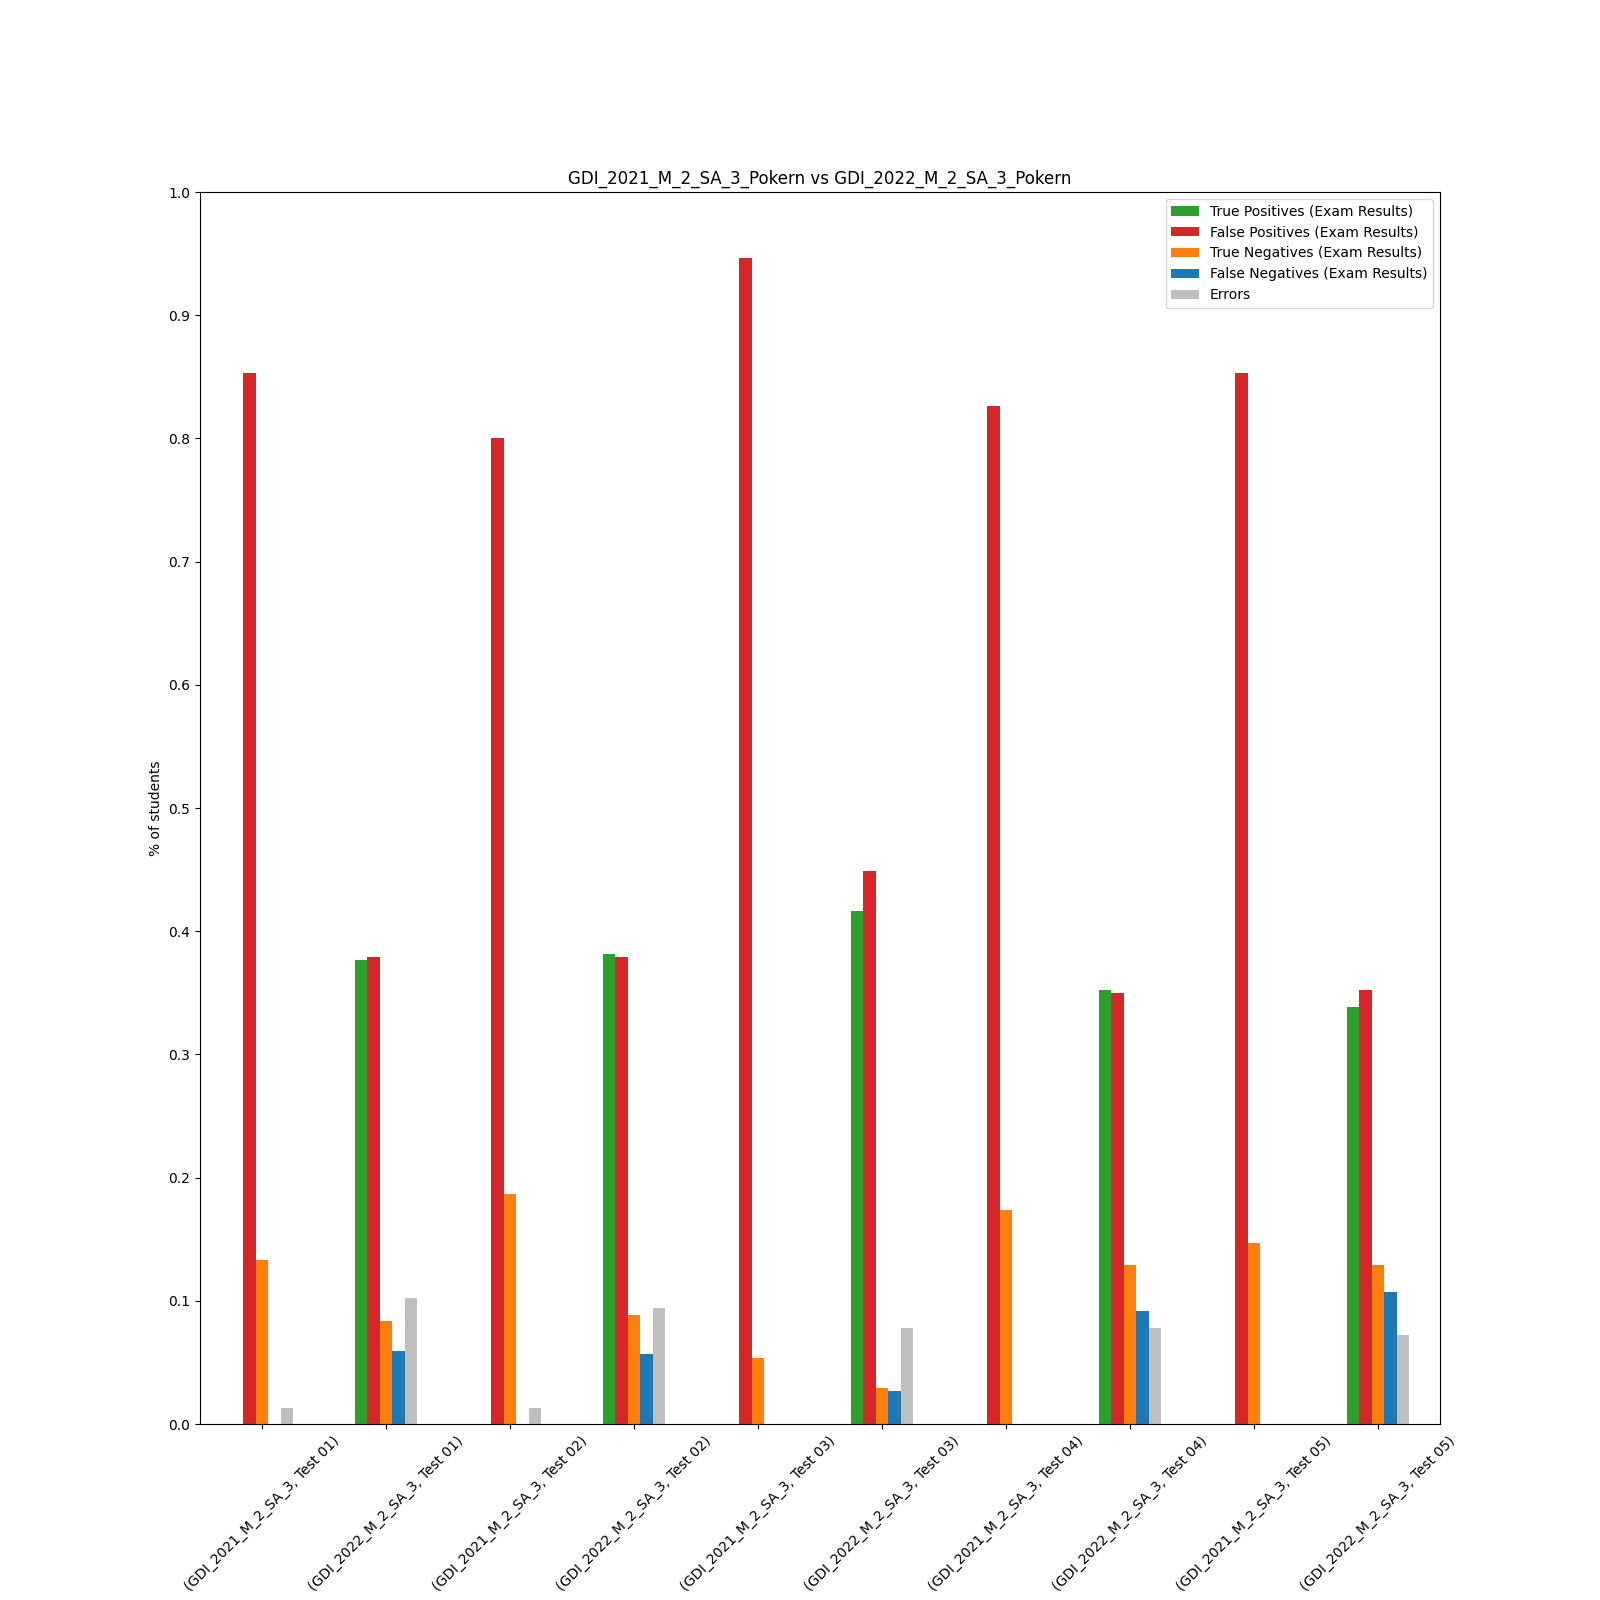 GDI_2021_M_2_SA_3_Pokern vs GDI_2022_M_2_SA_3_Pokern
True Positives (Exam Results)
False Positives (Exam Results)
True Negatives (Exam Results)
False Negatives (Exam Results)
Errors
% of students
1.0
0.9
0.8
0.7
0.6
0.5
0.4
0.3
0.2
0.1
0.0
(GDI_2021_M_2_SA_3, Test 01)
(GDI_2022_M_2_SA_3, Test 01)
(GDI_2021_M_2_SA_3, Test 02)
(GDI_2022_M_2_SA_3, Test 02)
(GDI_2021_M_2_SA_3, Test 03)
(GDI_2022_M_2_SA_3, Test 03)
(GDI_2021_M_2_SA_3, Test 04)
(GDI_2022_M_2_SA_3, Test 04)
(GDI_2021_M_2_SA_3, Test 05)
(GDI_2022_M_2_SA_3, Test 05)